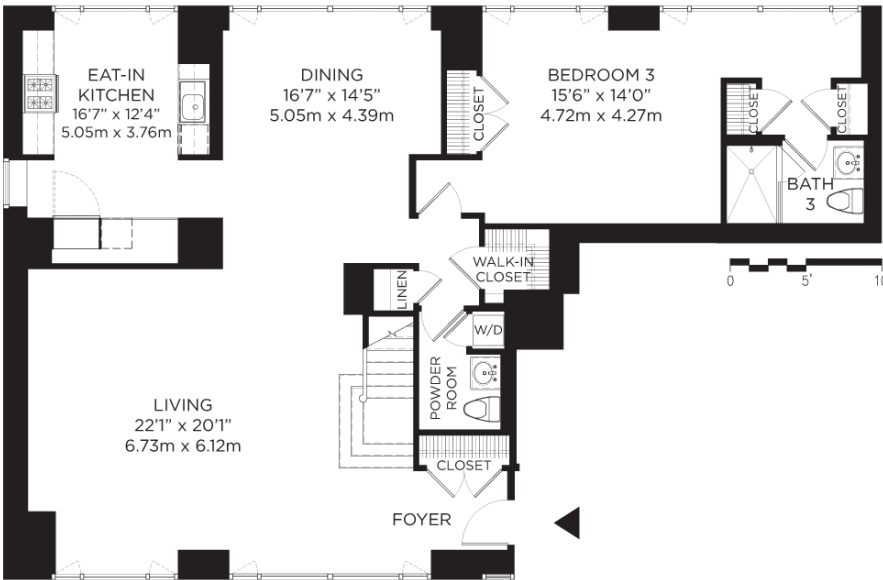 EAT-IN
KITCHEN
16'7" x 12'4"
5.05m x 3.76m
DINING
16'7" x 14'5"
5.05m x 4.39m
CLOSET
BEDROOM 3
15'6" x 14'0"
4.72m x 4.27m
CLOSET
CLOSET
BATH
3
WALK-IN
CLOSET
LINEN
W/D
POWDER
ROOM
0 5' 10
LIVING
22'1" x 20'1"
6.73m x 6.12m
CLOSET
FOYER